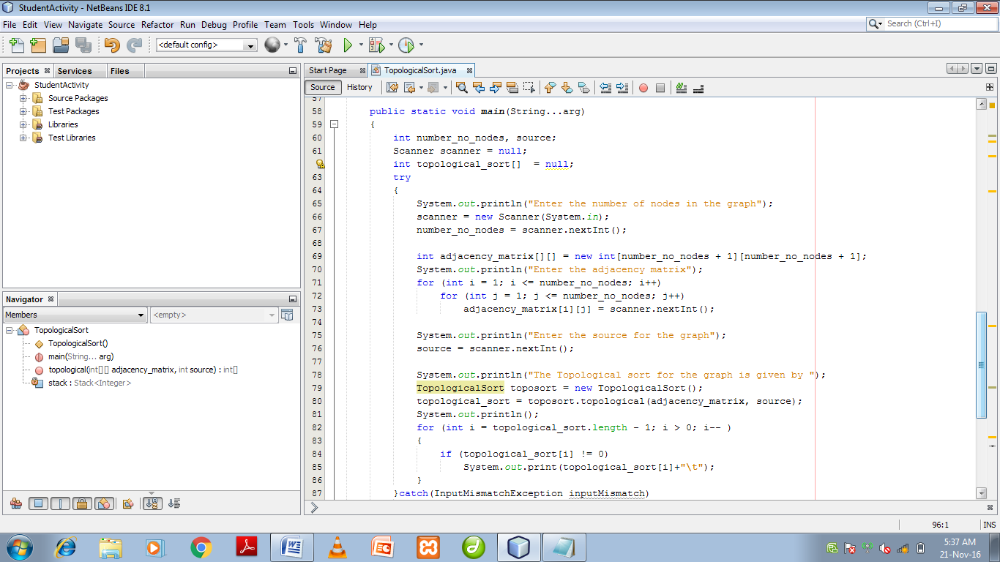 StudentActivity - NetBeans IDE 8.1
File Edit View Navigate Source Refactor Run Debug Profile Team Tools Window Help
Search (Ctrl+I)
<default config>
Projects Services Files
StudentActivity
Source Packages
Test Packages
Libraries
Test Libraries
Navigator
Members <empty>
TopologicalSort
TopologicalSort()
main(String... arg)
topological(int[][] adjacency_matrix, int source) : int[]
stack : Stack<Integer>
Start Page TopologicalSort.java
Source History
57
58 public static void main(String...arg)
59 {
60 int number_no_nodes, source;
61 Scanner scanner = null;
int topological_sort[]  = null;
63 try
64 {
65 System.out.println("Enter the number of nodes in the graph");
66 scanner = new Scanner(System.in);
67 number_no_nodes = scanner.nextInt();
68
69 int adjacency_matrix[][] = new int[number_no_nodes + 1][number_no_nodes + 1];
70 System.out.println("Enter the adjacency matrix");
71 for (int i = 1; i <= number_no_nodes; i++)
72 for (int j = 1; j <= number_no_nodes; j++)
73 adjacency_matrix[i][j] = scanner.nextInt();
74
75 System.out.println("Enter the source for the graph");
76 source = scanner.nextInt();
77
78 System.out.println("The Topological sort for the graph is given by ");
79 TopologicalSort toposort = new TopologicalSort();
80 topological_sort = toposort.topological(adjacency_matrix, source);
81 System.out.println();
82 for (int i = topological_sort.length - 1; i > 0; i-- )
83 {
84 if (topological_sort[i] != 0)
85 System.out.print(topological_sort[i]+"\t");
86 }
87 }catch(InputMismatchException inputMismatch)
96:1 INS
5:37 AM
21-Nov-16